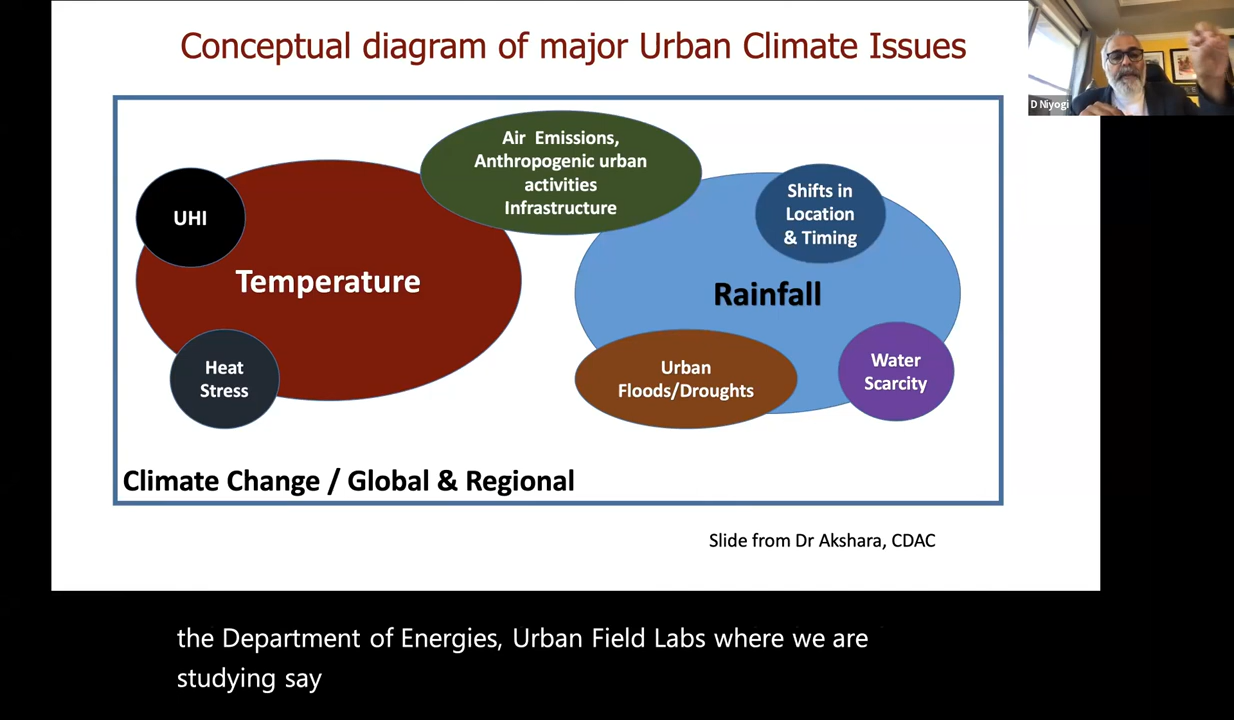 Conceptual diagram of major Urban Climate Issues
D Niyogi
Air Emissions,
Anthropogenic urban
activities
Infrastructure
UHI
Temperature
Heat
Stress
Shifts in
Location
& Timing
Rainfall
Urban
Floods/Droughts
Water
Scarcity
Climate Change / Global & Regional
Slide from Dr Akshara, CDAC
the Department of Energies, Urban Field Labs where we are
studying say